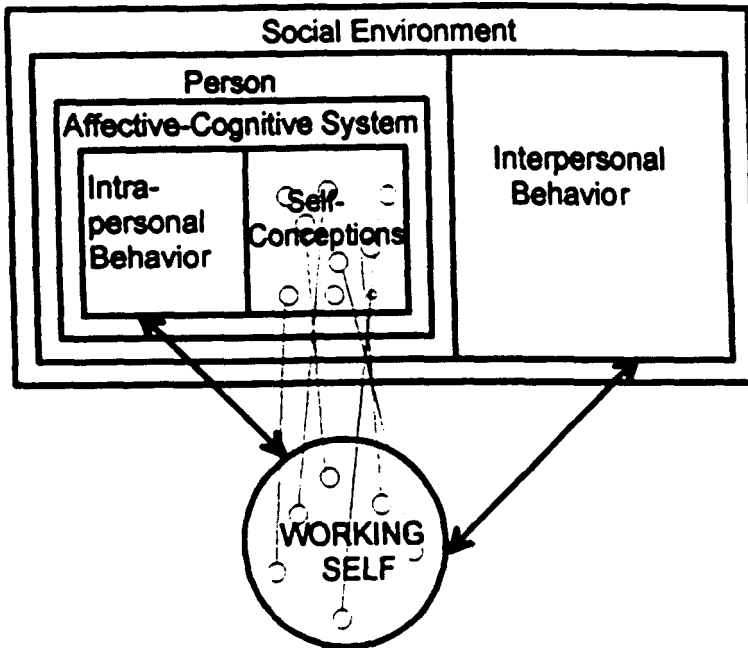 Social Environment
Person
Affective-Cognitive System
Intra-
personal
Behavior
Self-
Conceptions
Interpersonal
Behavior
WORKING
SELF